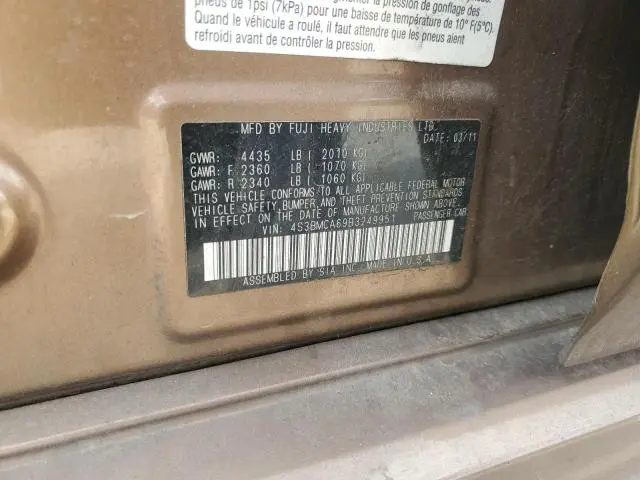 pneus de 1psi (7kPa) pour une baisse de température de 10° F(5°C).
Quand le véhicule a roulé, il faut attendre que les pneus aient
refroidi avant de contrôler la pression.
MFD BY FUJI HEAVY INDUSTRIES LTD.
DATE: 03/11
GVWR: 4435 LB ( 2010 KG)
GAWR: F 2360 LB ( 1070 KG)
GAWR: R 2340 LB ( 1060 KG)
THIS VEHICLE CONFORMS TO ALL APPLICABLE FEDERAL MOTOR
VEHICLE SAFETY, BUMPER, AND THEFT PREVENTION STANDARDS
IN EFFECT ON THE DATE OF MANUFACTURE SHOWN ABOVE.
VIN: 4S3BMCA69B3249951 PASSENGER CAR
ASSEMBLED BY SIA INC. MADE IN U.S.A.